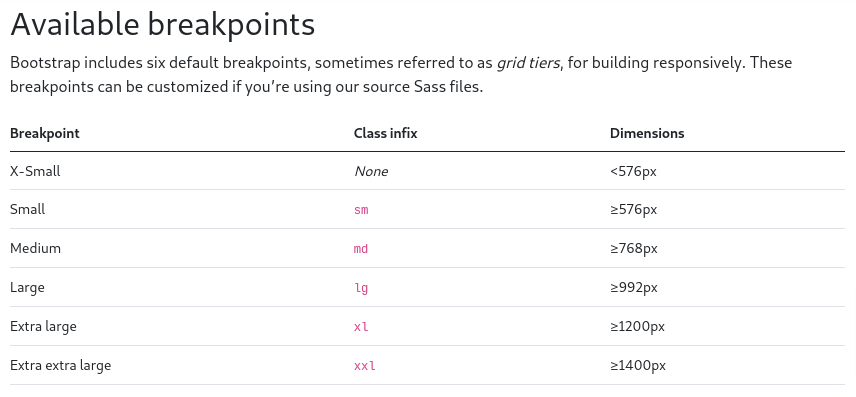 Available breakpoints
Bootstrap includes six default breakpoints, sometimes referred to as grid tiers, for building responsively. These
breakpoints can be customized if you’re using our source Sass files.
Breakpoint Class infix Dimensions
X-Small None <576px
Small sm ≥576px
Medium md ≥768px
Large lg ≥992px
Extra large xl ≥1200px
Extra extra large xxl ≥1400px